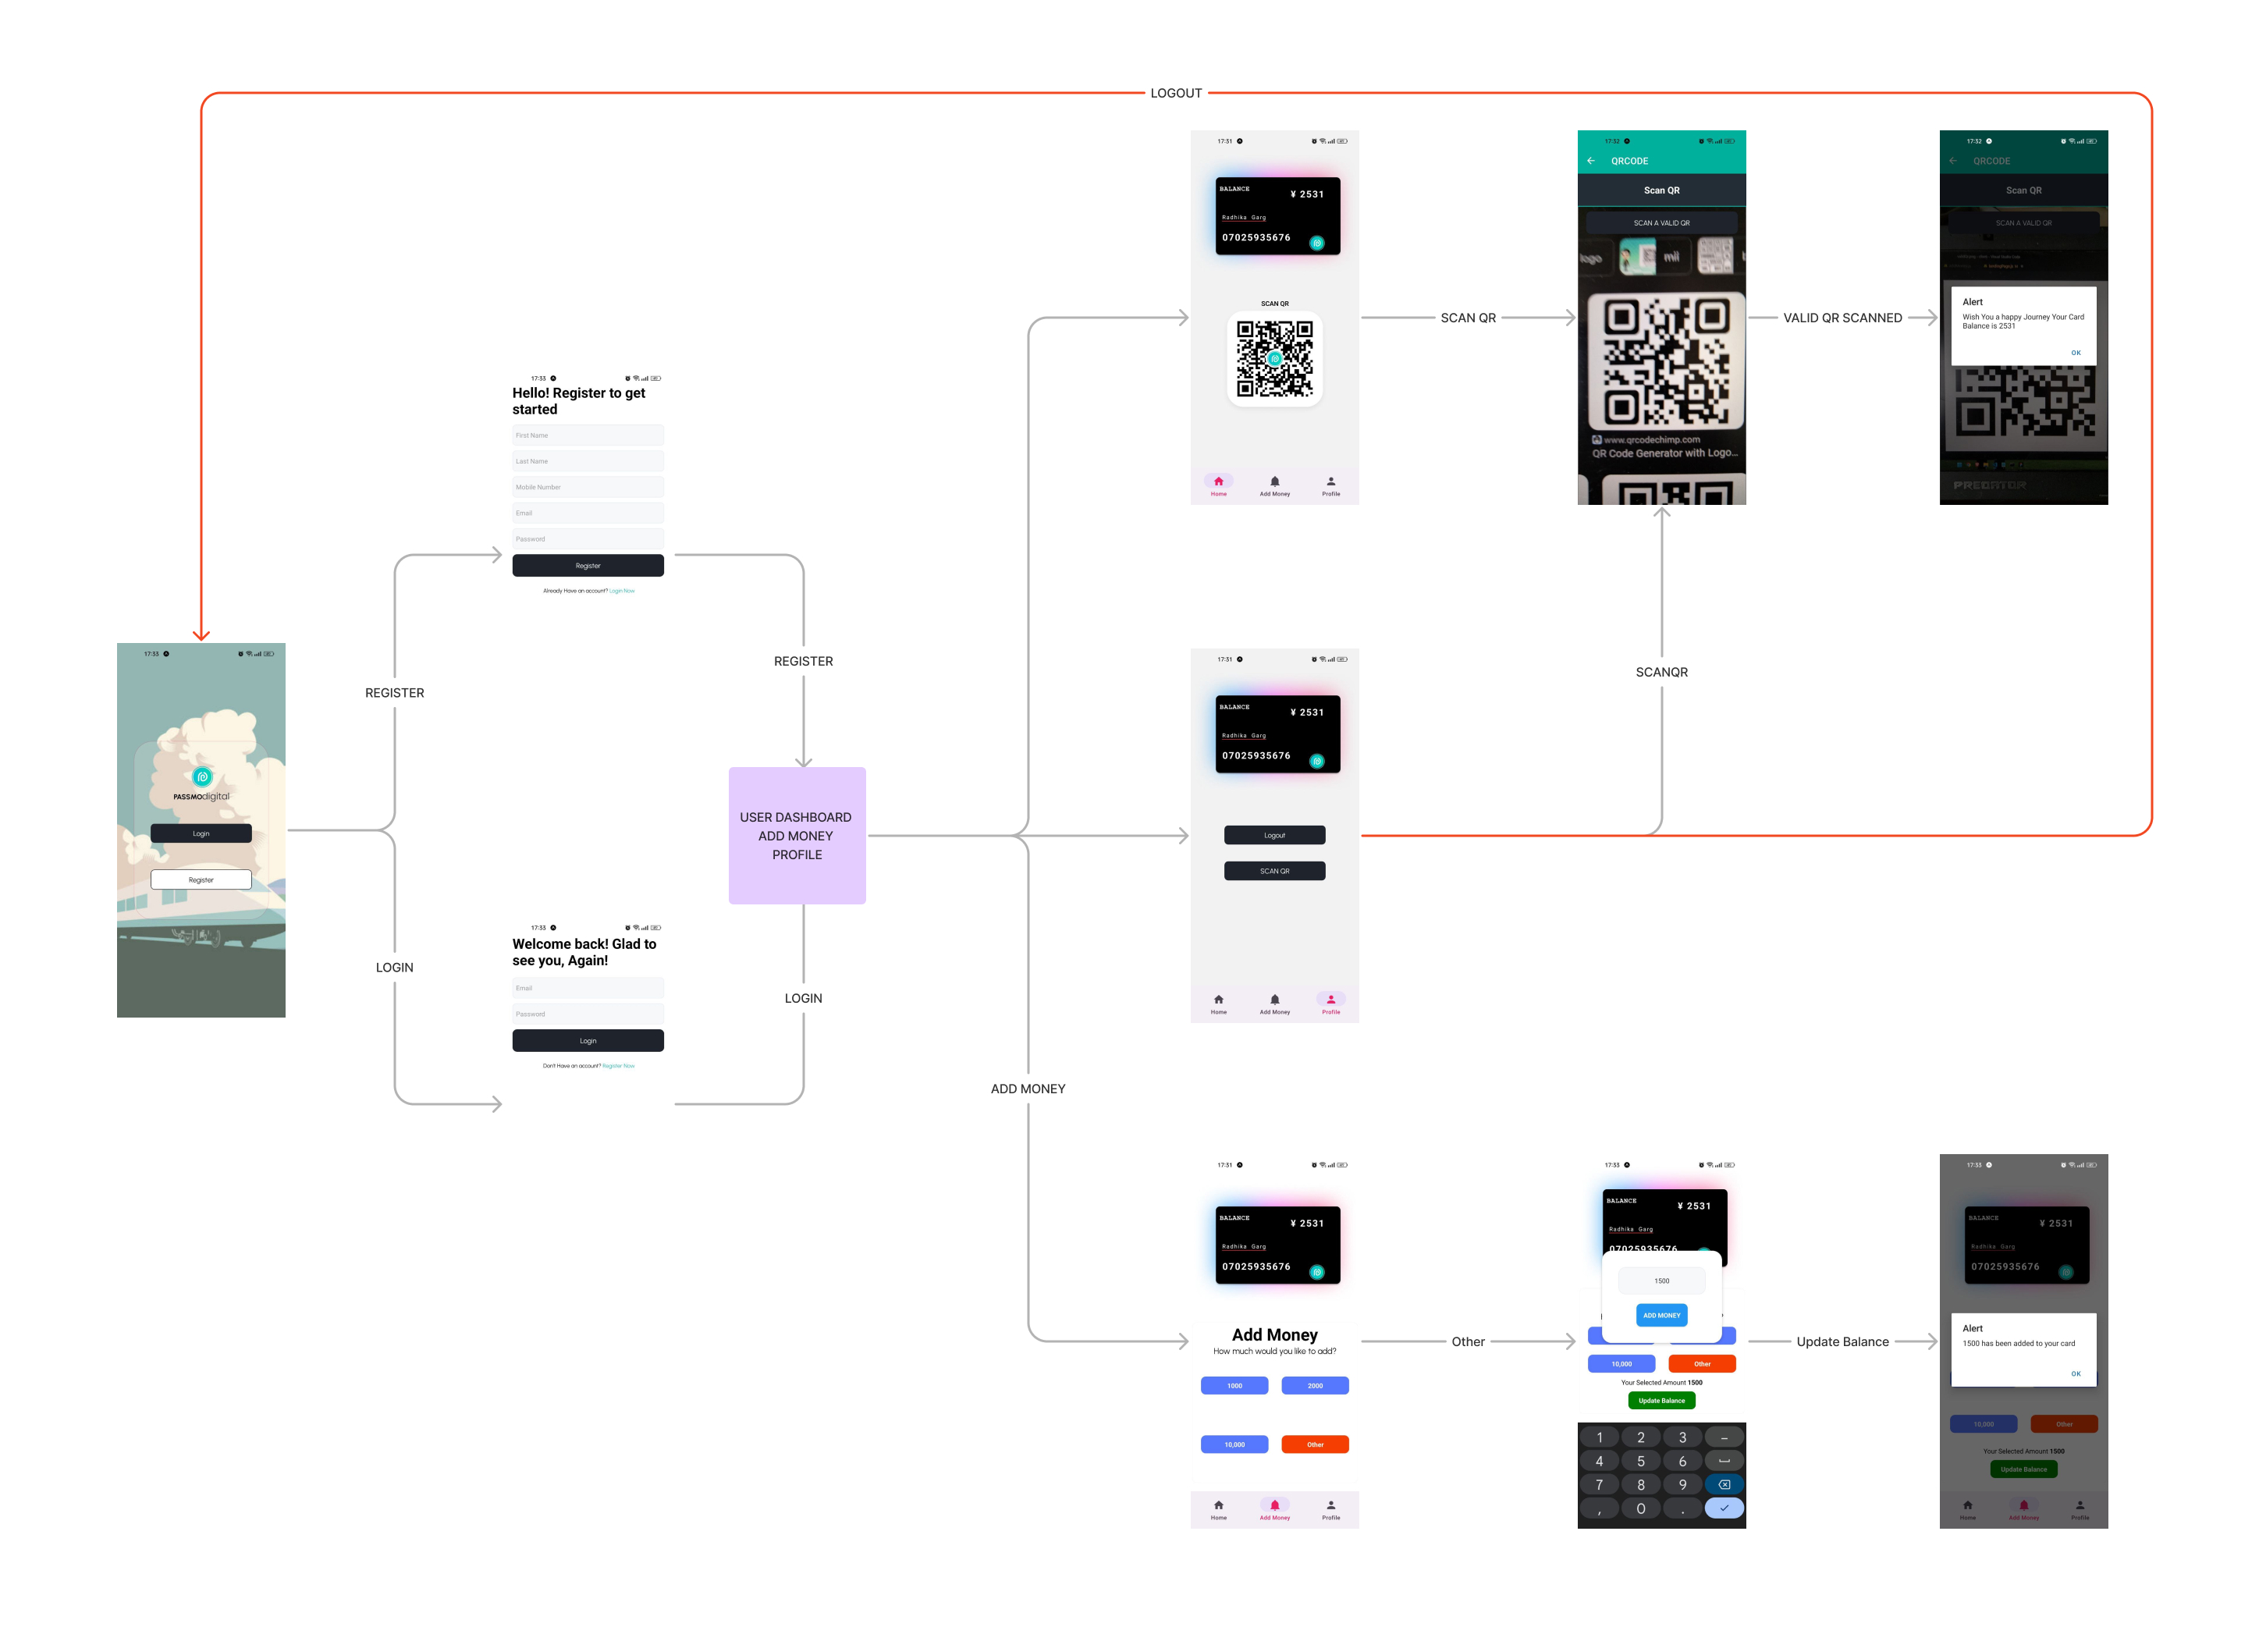 LOGOUT
17:33
PASSMOdigital
Login
Register
REGISTER
LOGIN
17:33
Hello! Register to get
started
First Name
Last Name
Mobile Number
Email
Password
Register
Already Have an account? Login Now
17:33
Welcome back! Glad to
see you, Again!
Email
Password
Login
Don't Have an account? Register Now
REGISTER
USER DASHBOARD
ADD MONEY
PROFILE
LOGIN
ADD MONEY
17:31
BALANCE
¥ 2531
Radhika Garg
07025935676
SCAN QR
Home
Add Money
Profile
SCAN QR
17:32
QRCODE
Scan QR
SCAN A VALID QR
logo
mil
www.qrcodechimp.com
QR Code Generator with Logo...
VALID QR SCANNED
17:32
QRCODE
Scan QR
SCAN A VALID QR
Alert
Wish You a happy Journey Your Card
Balance is 2531
OK
PREDATOR
17:31
BALANCE
¥ 2531
Radhika Garg
07025935676
Logout
SCAN QR
Home
Add Money
Profile
SCANQR
17:31
BALANCE
¥ 2531
Radhika Garg
07025935676
Add Money
How much would you like to add?
1000
2000
10,000
Other
Home
Add Money
Profile
Other
17:33
BALANCE
¥ 2531
Radhika Garg
07025935676
1500
ADD MONEY
10,000
Other
Your Selected Amount 1500
Update Balance
1 2 3 –
4 5 6
7 8 9
, 0 .
Update Balance
17:33
BALANCE
¥ 2531
Radhika Garg
07025935676
Alert
1500 has been added to your card
OK
10,000
Other
Your Selected Amount 1500
Update Balance
Home
Add Money
Profile